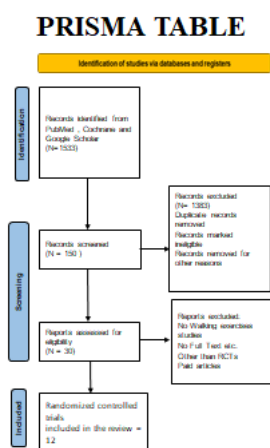 PRISMA TABLE
Identification of studies via databases and registers
Identification
Records identified from
PubMed , Cochrane and
Google Scholar
(N=1533)
Records excluded
(N= 1383)
Duplicate records
removed
Records marked
ineligible
Records removed for
other reasons
Screening
Records screened
(N = 150 )
Reports assessed for
eligibility
(N = 30)
Reports excluded.
No Walking exercises
studies
No Full Text etc.
Other than RCTs
Paid articles
Included
Randomized controlled
trials
included in the review =
12